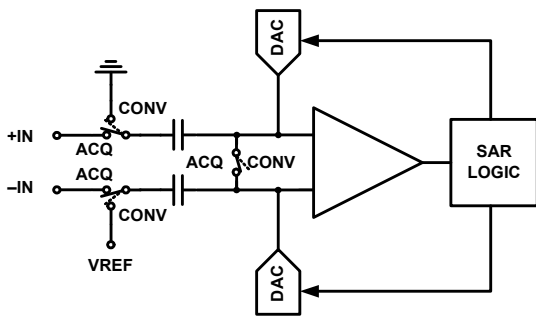 DAC
CONV
+IN
ACQ
ACQ
ACQ CONV
SAR
LOGIC
–IN
CONV
VREF
DAC